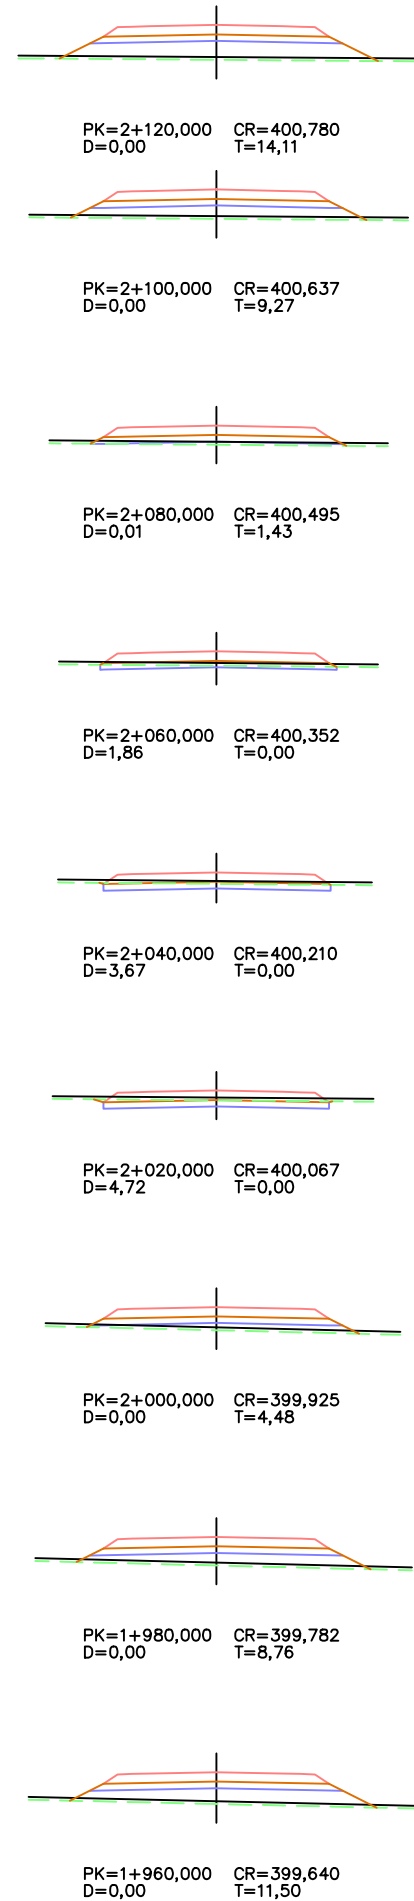 PK=2+120,000 CR=400,780
D=0,00 T=14,11
PK=2+100,000 CR=400,637
D=0,00 T=9,27
PK=2+080,000 CR=400,495
D=0,01 T=1,43
PK=2+060,000 CR=400,352
D=1,86 T=0,00
PK=2+040,000 CR=400,210
D=3,67 T=0,00
PK=2+020,000 CR=400,067
D=4,72 T=0,00
PK=2+000,000 CR=399,925
D=0,00 T=4,48
PK=1+980,000 CR=399,782
D=0,00 T=8,76
PK=1+960,000 CR=399,640
D=0,00 T=11,50